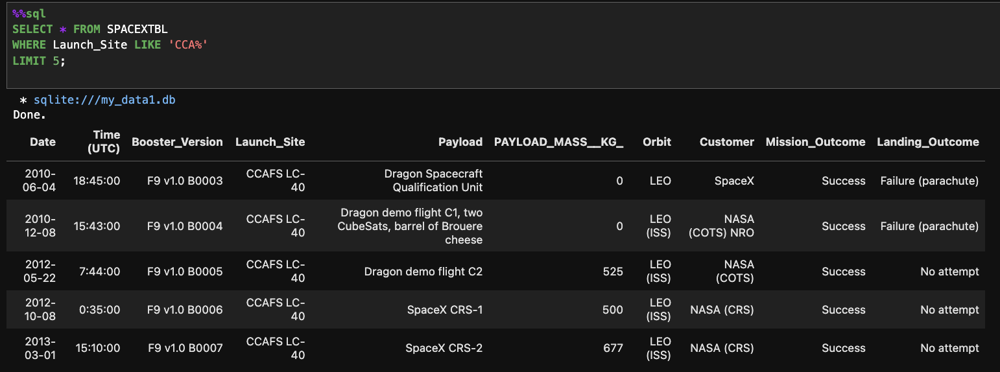 %%sql
SELECT * FROM SPACEXTBL
WHERE Launch_Site LIKE 'CCA%'
LIMIT 5;
* sqlite:///my_data1.db
Done.
Date Time (UTC) Booster_Version Launch_Site Payload PAYLOAD_MASS__KG_ Orbit Customer Mission_Outcome Landing_Outcome
2010-06-04 18:45:00 F9 v1.0 B0003 CCAFS LC-40 Dragon Spacecraft Qualification Unit 0 LEO SpaceX Success Failure (parachute)
2010-12-08 15:43:00 F9 v1.0 B0004 CCAFS LC-40 Dragon demo flight C1, two CubeSats, barrel of Brouere cheese 0 LEO (ISS) NASA (COTS) NRO Success Failure (parachute)
2012-05-22 7:44:00 F9 v1.0 B0005 CCAFS LC-40 Dragon demo flight C2 525 LEO (ISS) NASA (COTS) Success No attempt
2012-10-08 0:35:00 F9 v1.0 B0006 CCAFS LC-40 SpaceX CRS-1 500 LEO (ISS) NASA (CRS) Success No attempt
2013-03-01 15:10:00 F9 v1.0 B0007 CCAFS LC-40 SpaceX CRS-2 677 LEO (ISS) NASA (CRS) Success No attempt